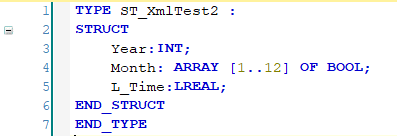 1 TYPE ST_XmlTest2 :
2 STRUCT
3 Year:INT;
4 Month: ARRAY [1..12] OF BOOL;
5 L_Time:LREAL;
6 END_STRUCT
7 END_TYPE